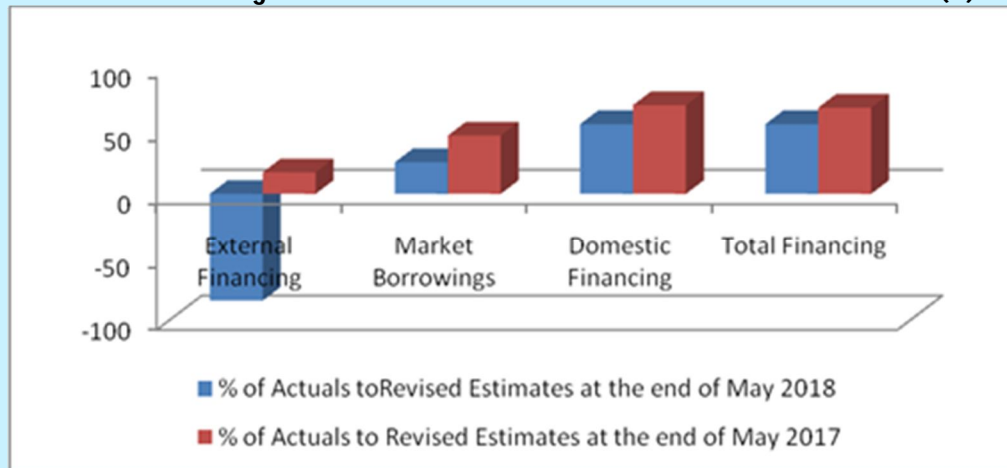 100
50
0
-50
-100
External
Financing
Market
Borrowings
Domestic
Financing
Total Financing
% of Actuals toRevised Estimates at the end of May 2018
% of Actuals to Revised Estimates at the end of May 2017